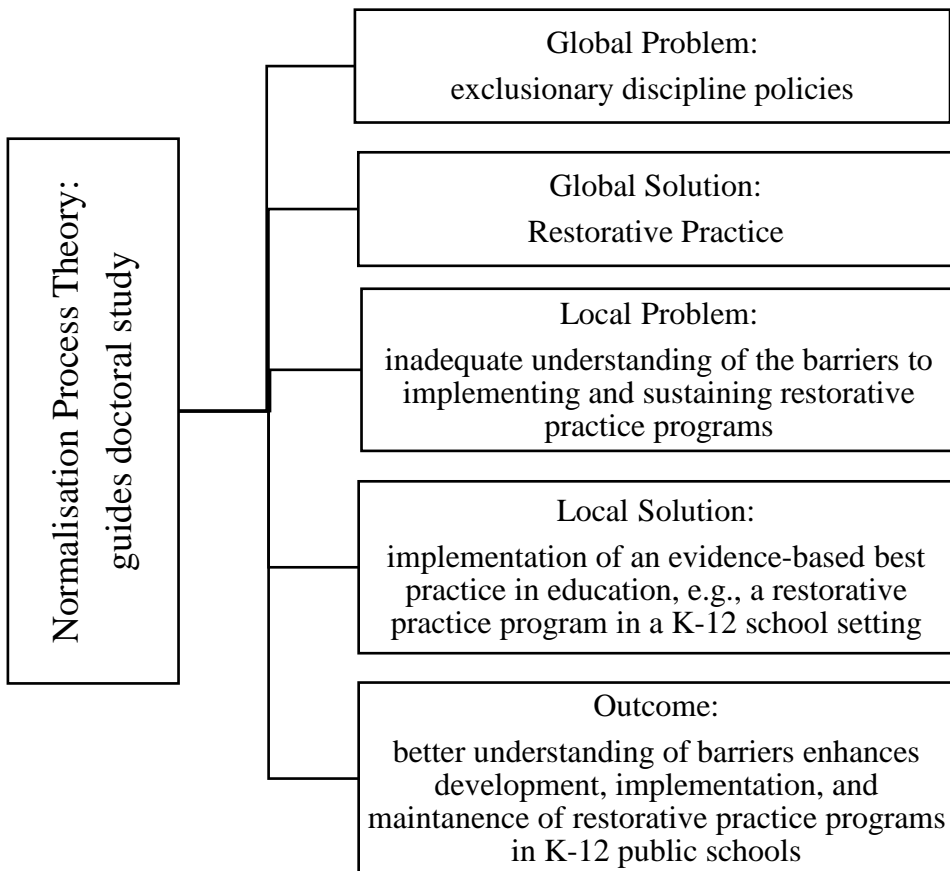 Normalisation Process Theory:
guides doctoral study
Global Problem:
exclusionary discipline policies
Global Solution:
Restorative Practice
Local Problem:
inadequate understanding of the barriers to
implementing and sustaining restorative
practice programs
Local Solution:
implementation of an evidence-based best
practice in education, e.g., a restorative
practice program in a K-12 school setting
Outcome:
better understanding of barriers enhances
development, implementation, and
maintanence of restorative practice programs
in K-12 public schools